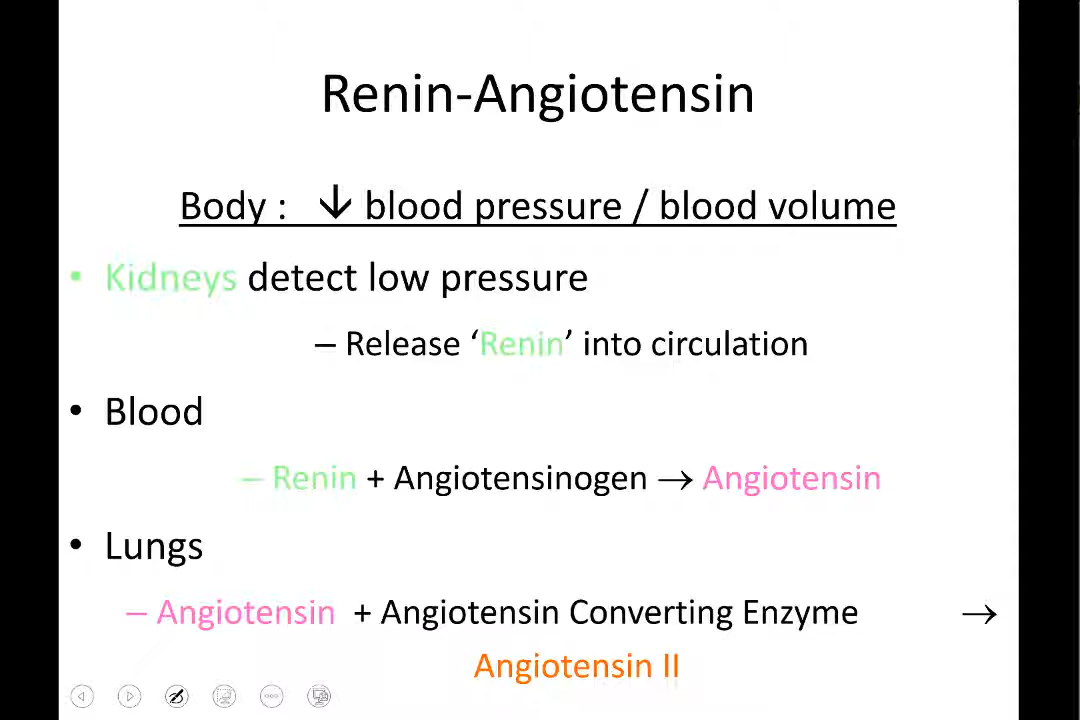 Renin-Angiotensin
Body : ↓ blood pressure / blood volume
• Kidneys detect low pressure
– Release ‘Renin’ into circulation
• Blood
– Renin + Angiotensinogen → Angiotensin
• Lungs
– Angiotensin + Angiotensin Converting Enzyme →
Angiotensin II